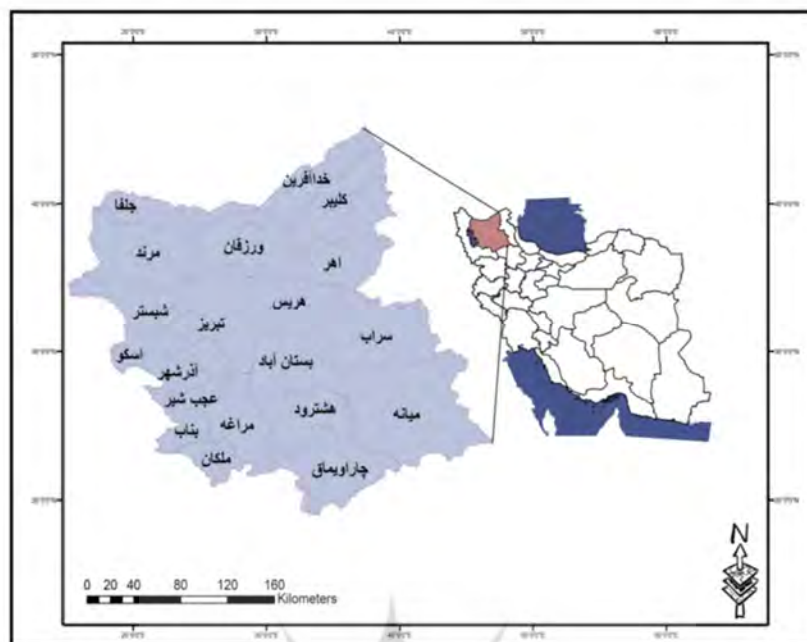 خداآفرین
کلیبر
جلفا
ورزقان
مرند
اهر
هریس
شبستر
تبریز
سراب
اسکو
بستان آباد
آذرشهر
عجب شیر
هشترود
میانه
مراغه
بناب
ملکان
چاراویماق
N
0 20 40 80 120 160
Kilometers